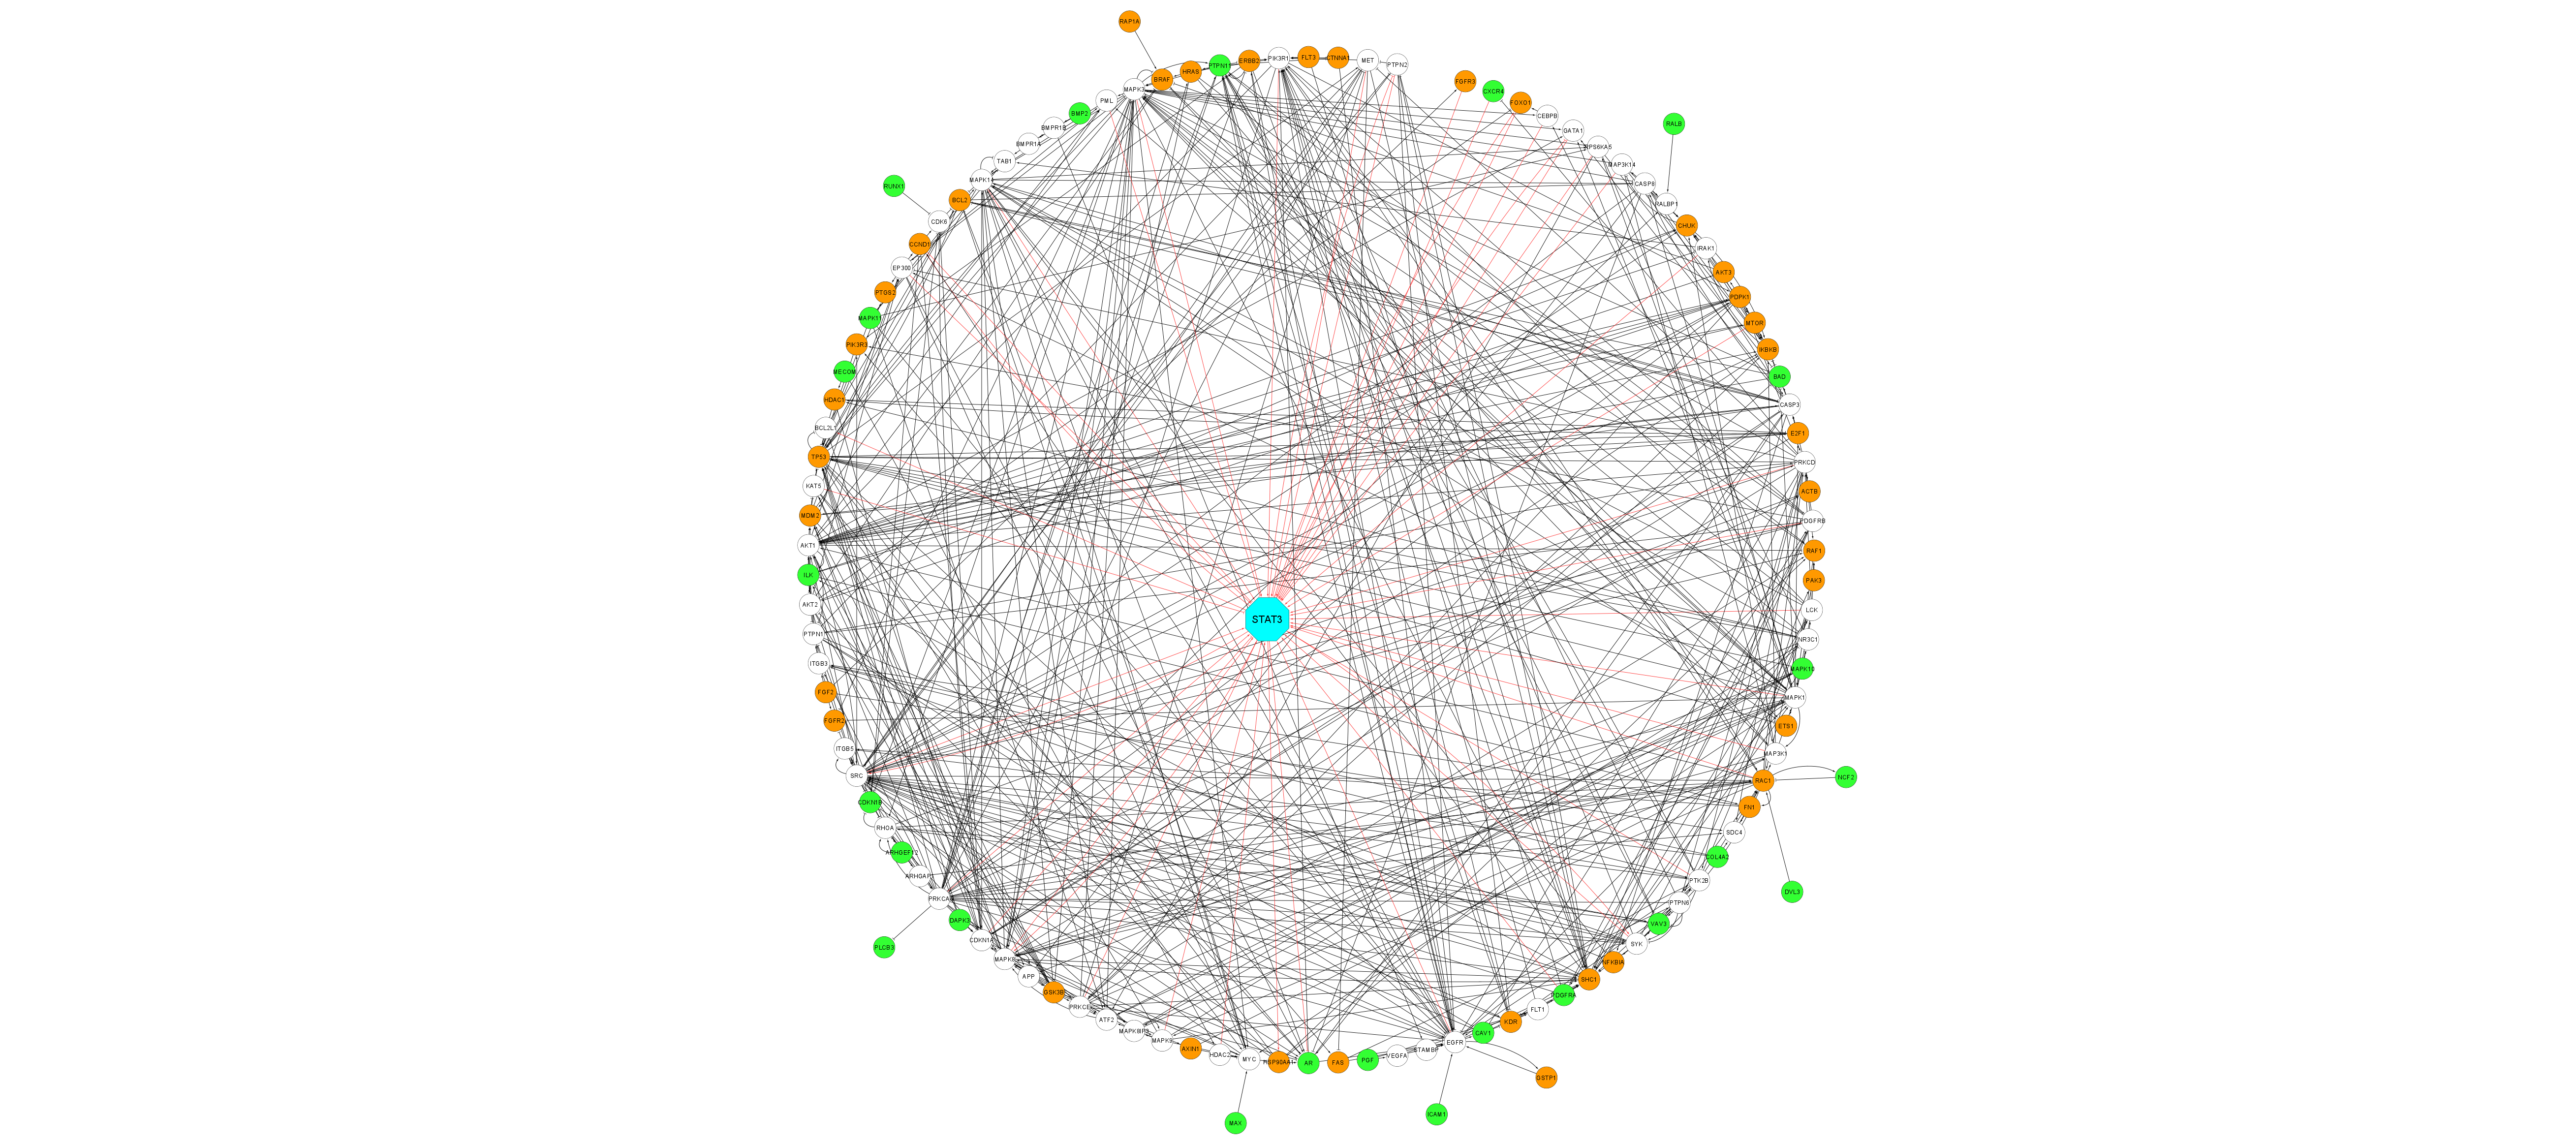 RAP1A
PTPN11
ERBB2
PIK3R1
FLT3
CTNNA1
MET
PTPN2
HRAS
BRAF
MAPK3
PML
BMP2
BMPR1B
BMPR1A
TAB1
MAPK14
RUNX1
BCL2
CDK6
CCND1
EP300
PTGS2
MAPK11
PIK3R3
MECOM
HDAC1
BCL2L1
TP53
KAT5
MDM2
AKT1
ILK
AKT2
PTPN1
ITGB3
FGF2
FGFR2
ITGB5
SRC
CDKN1B
RHOA
ARHGEF12
PRKCA
PLCB3
DAPK3
CDKN1A
MAPK8
APP
GSK3B
PRKCE
ATF2
MAPK9
AXIN1
HDAC2
MYC
MAX
HSP90AA1
AR
FAS
PGF
VEGFA
STAMBP
EGFR
ICAM1
GSTP1
CAV1
KDR
FLT1
PDGFRA
SHC1
NFKBIA
SYK
VAV3
PTPN6
PTK2B
COL4A2
SDC4
FN1
DVL3
RAC1
NCF2
MAP3K1
ETS1
MAPK1
MAPK10
NR3C1
LCK
PAK3
RAF1
PDGFRB
ACTB
PRKCD
E2F1
CASP3
BAD
IKBKB
MTOR
PDPK1
AKT3
IRAK1
CHUK
RALBP1
RALB
CASP8
MAP3K14
RPS6KA5
GATA1
CEBPB
FOXO1
CXCR4
FGFR3
STAT3